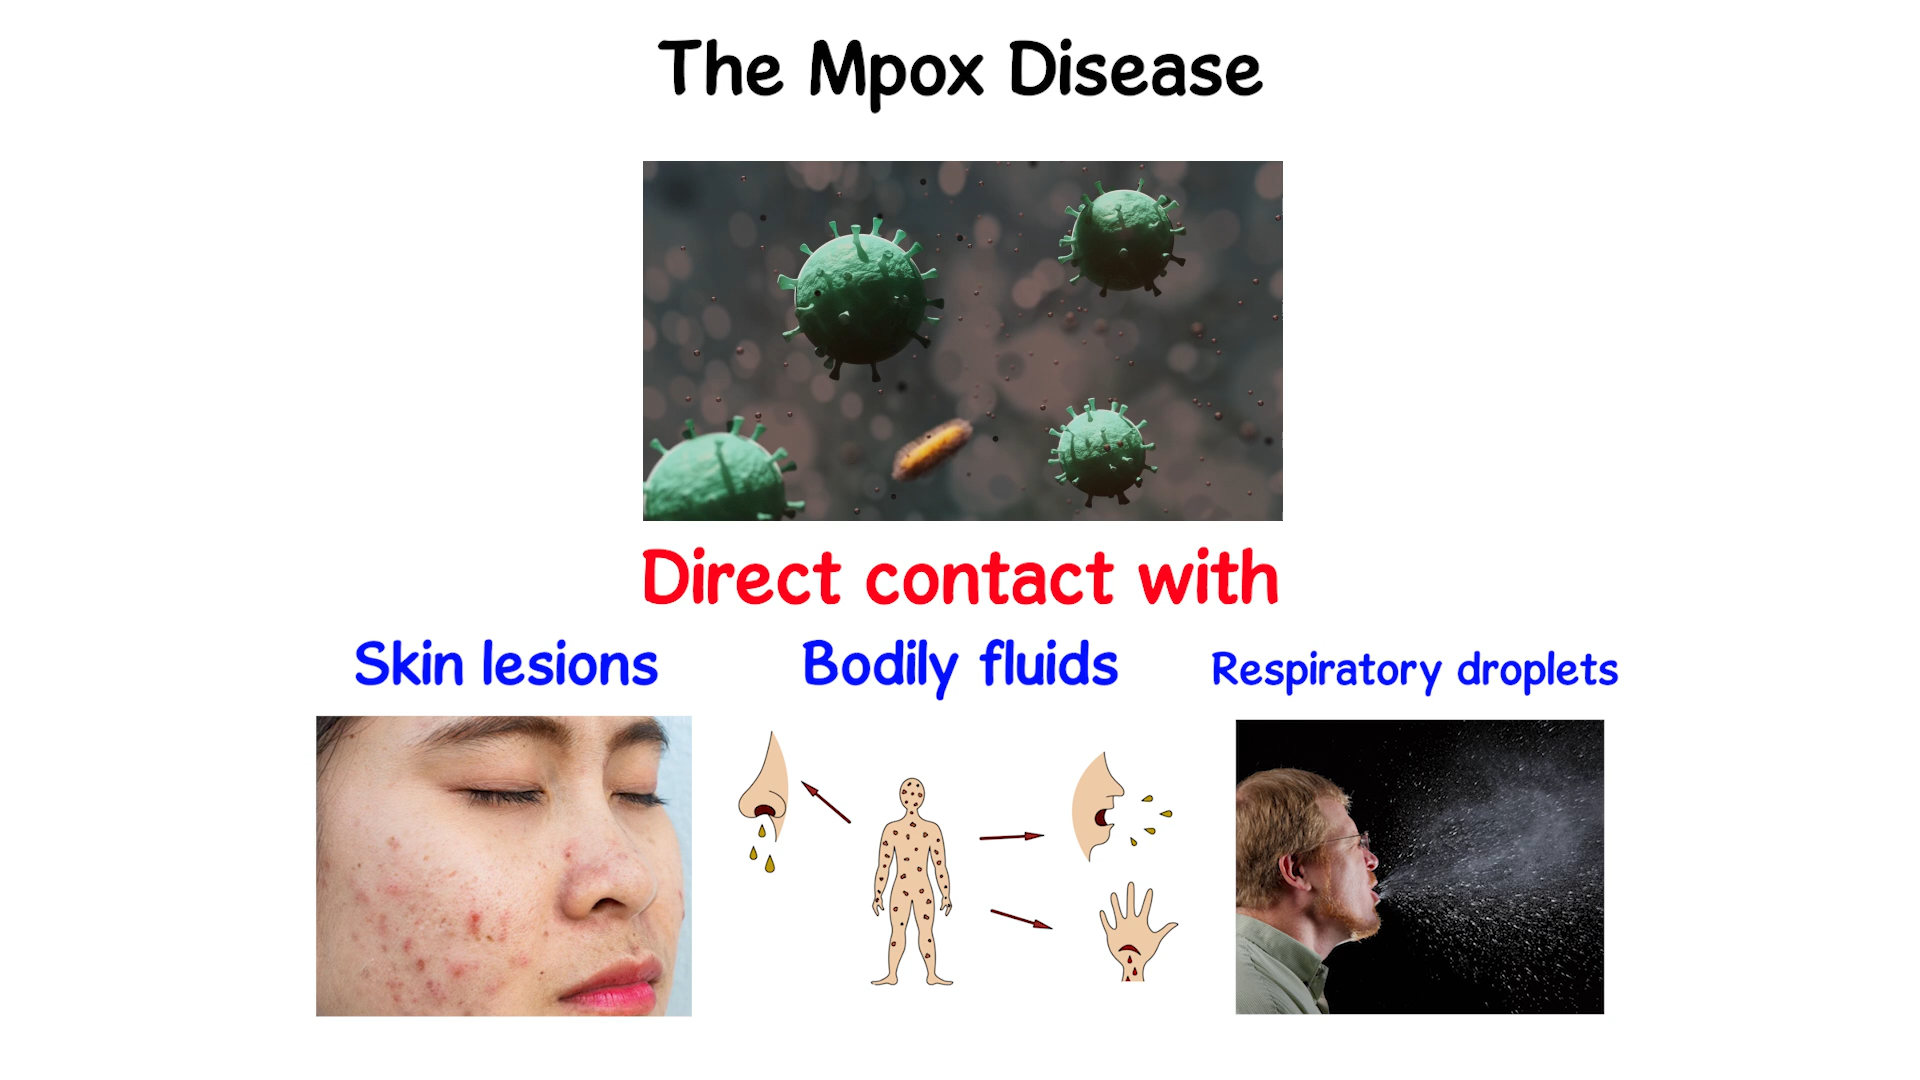 The Mpox Disease
Direct contact with
Skin lesions
Bodily fluids
Respiratory droplets